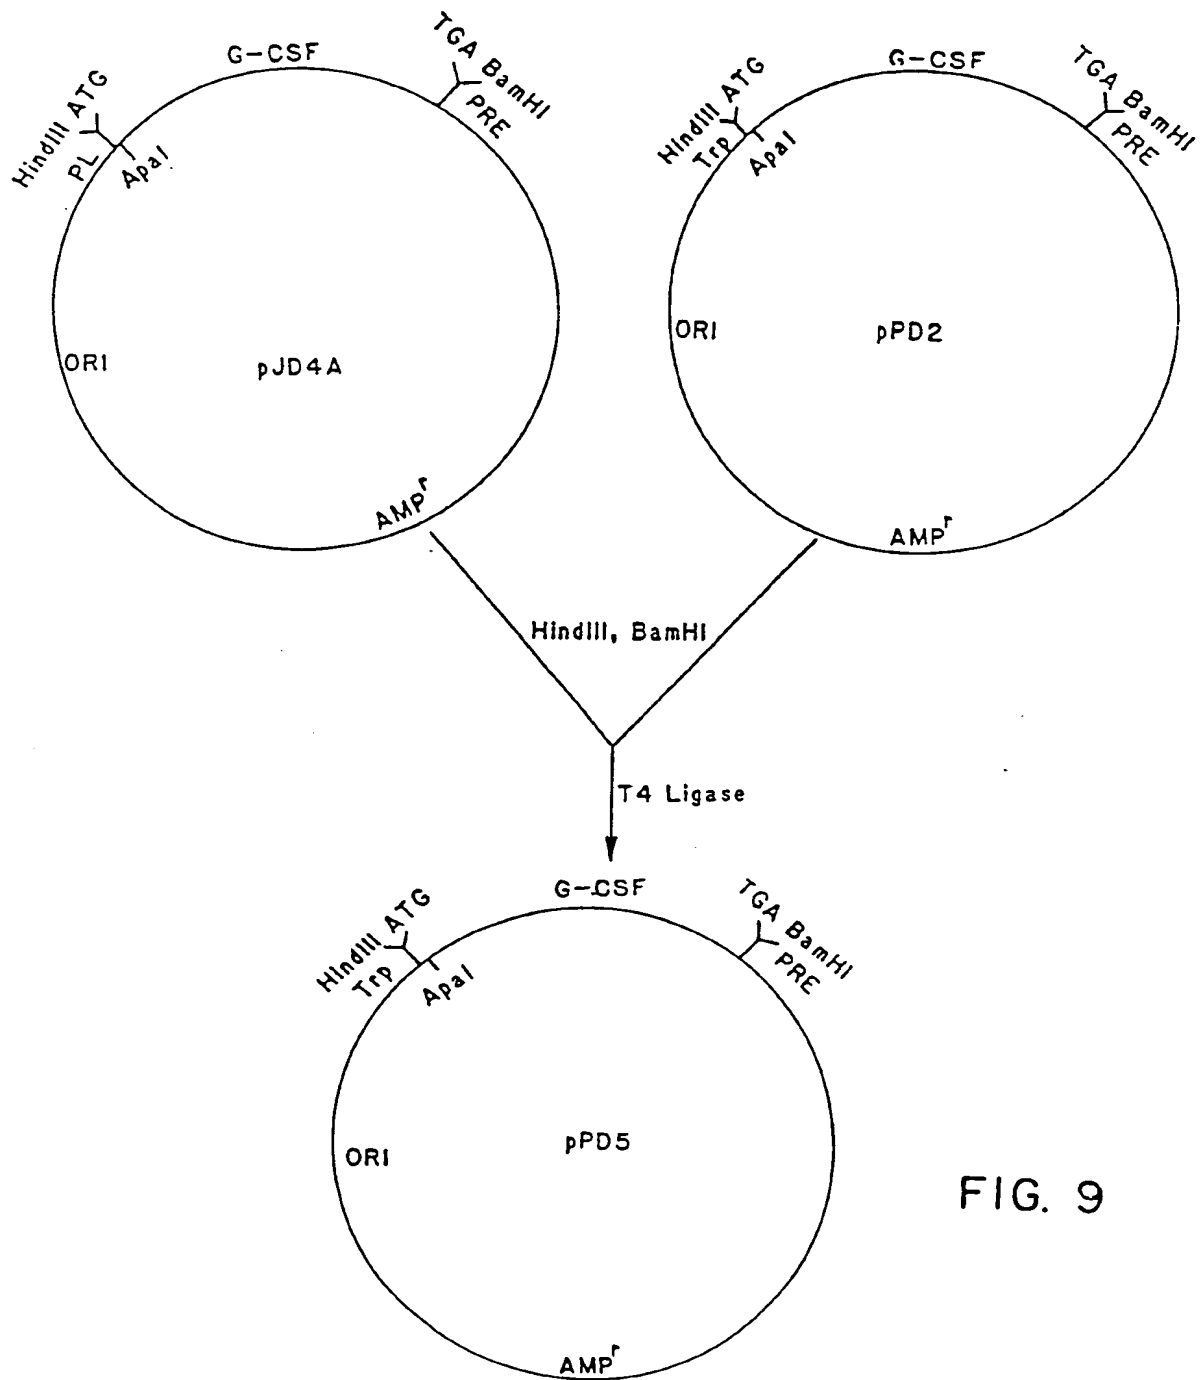 G-CSF
HindIII ATG
PL
ApaI
TGA BamHI
PRE
ORI
pJD4A
AMPr
G-CSF
HindIII ATG
Trp
ApaI
TGA BamHI
PRE
ORI
pPD2
AMPr
HindIII, BamHI
T4 Ligase
G-CSF
HindIII ATG
Trp
ApaI
TGA BamHI
PRE
ORI
pPD5
AMPr
FIG. 9